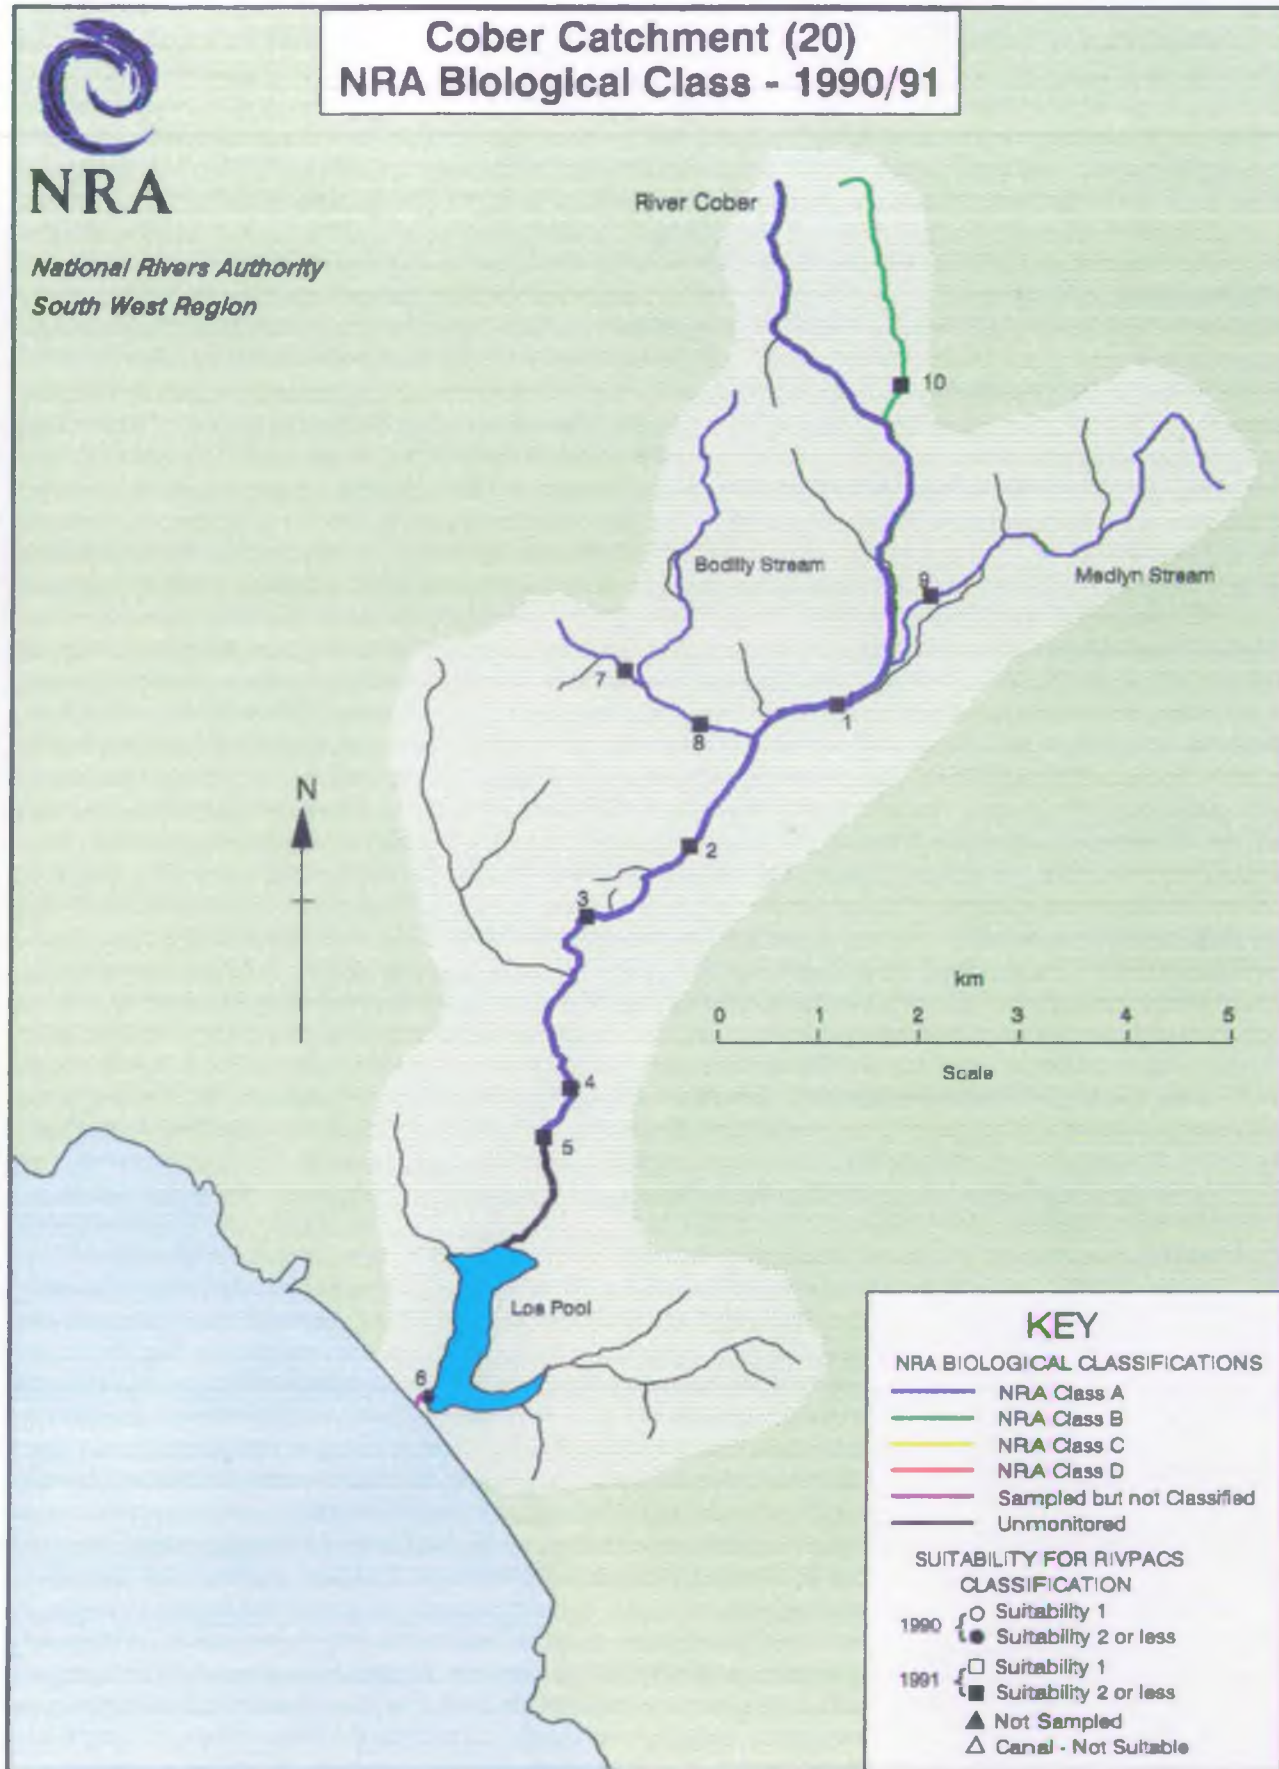 Cober Catchment (20)
NRA Biological Class - 1990/91
NRA
National Rivers Authority
South West Region
River Cober
10
Bodilly Stream
9
Medlyn Stream
7
8
1
N
2
3
km
0 1 2 3 4 5
Scale
4
5
Loe Pool
6
KEY
NRA BIOLOGICAL CLASSIFICATIONS
NRA Class A
NRA Class B
NRA Class C
NRA Class D
Sampled but not Classified
Unmonitored
SUITABILITY FOR RIVPACS
CLASSIFICATION
1990
Suitability 1
Suitability 2 or less
1991
Suitability 1
Suitability 2 or less
Not Sampled
Canal - Not Suitable